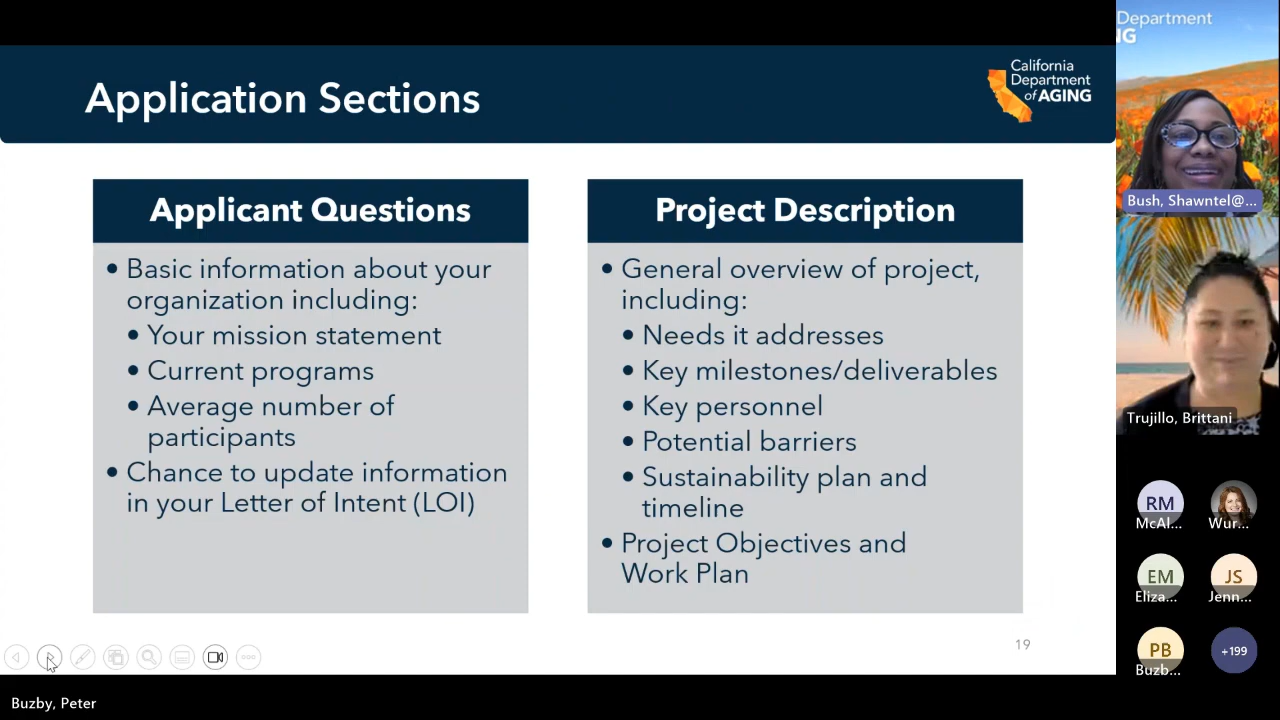 Application Sections
California
Department
of AGING
Applicant Questions
• Basic information about your
organization including:
• Your mission statement
• Current programs
• Average number of
participants
• Chance to update information
in your Letter of Intent (LOI)
Project Description
• General overview of project,
including:
• Needs it addresses
• Key milestones/deliverables
• Key personnel
• Potential barriers
• Sustainability plan and
timeline
• Project Objectives and
Work Plan
19
Buzby, Peter
Department
NG
Bush, Shawntel@...
Trujillo, Brittani
RM
McAl...
Wur...
EM
Eliza...
JS
Jenn...
PB
Buzb...
+199